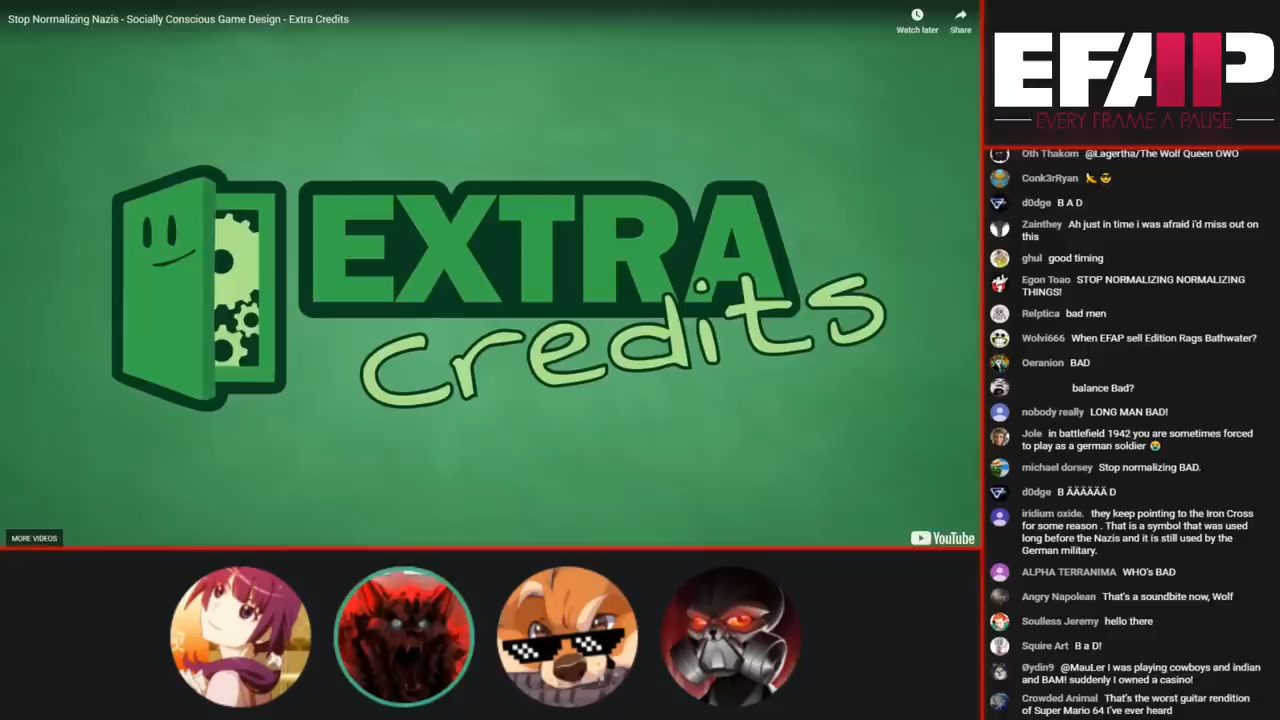 Stop Normalizing Nazis - Socially Conscious Game Design - Extra Credits
Watch later
Share
EXTRA
credits
MORE VIDEOS
YouTube
EFAP
EVERY FRAME A PAUSE
Oth Thakom @Lagertha/The Wolf Queen OWO
Conk3rRyan 🍌 😎
d0dge B A D
Zainthey Ah just in time i was afraid i'd miss out on
this
ghul good timing
Egon Toao STOP NORMALIZING NORMALIZING
THINGS!
Relptica bad men
Wolvi666 When EFAP sell Edition Rags Bathwater?
Oeranion BAD
balance Bad?
nobody really LONG MAN BAD!
Jole in battlefield 1942 you are sometimes forced
to play as a german soldier 😭
michael dorsey Stop normalizing BAD.
d0dge B ÄÄÄÄÄÄ D
iridium oxide. they keep pointing to the Iron Cross
for some reason . That is a symbol that was used
long before the Nazis and it is still used by the
German military.
ALPHA TERRANIMA WHO's BAD
Angry Napolean That's a soundbite now, Wolf
Soulless Jeremy hello there
Squire Art B a D!
Øydin9 @MauLer I was playing cowboys and indian
and BAM! suddenly I owned a casino!
Crowded Animal That's the worst guitar rendition
of Super Mario 64 I've ever heard